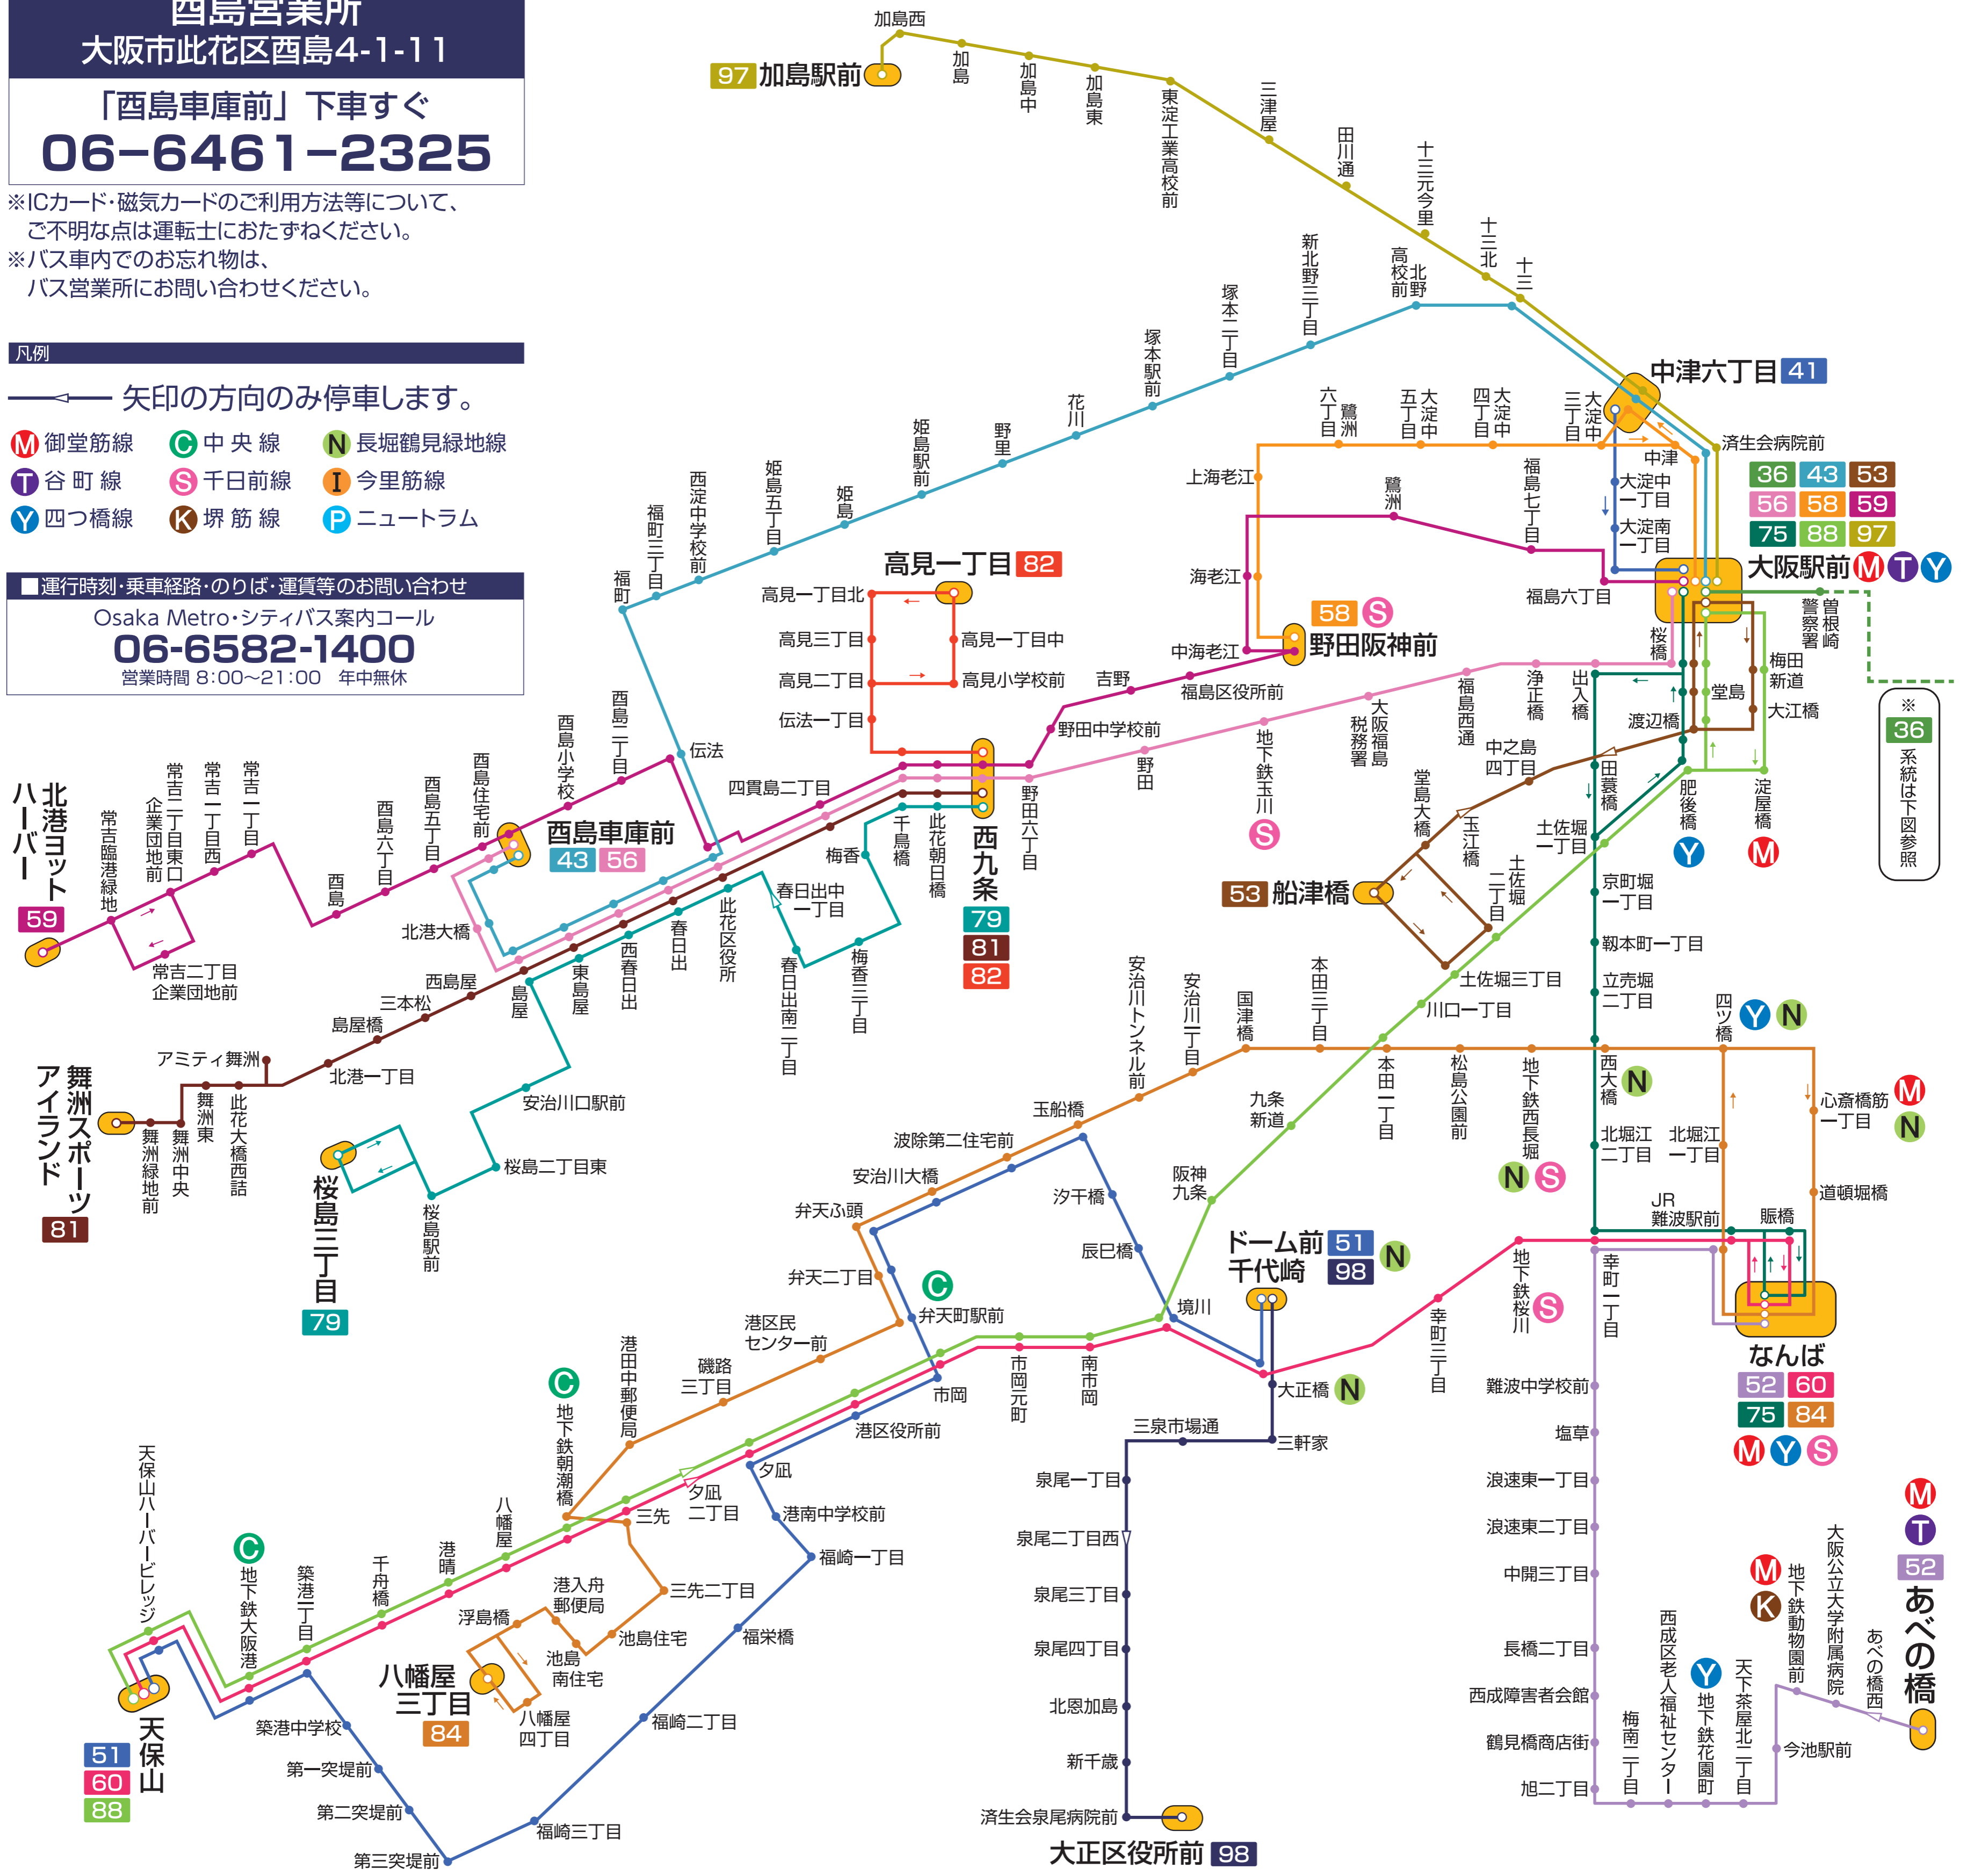 酉島営業所
大阪市此花区酉島4-1-11
「酉島車庫前」下車すぐ
06-6461-2325
※ICカード・磁気カードのご利用方法等について、
ご不明な点は運転士におたずねください。
※バス車内でのお忘れ物は、
バス営業所にお問い合わせください。
凡例
矢印の方向のみ停車します。
M 御堂筋線
C 中央線
N 長堀鶴見緑地線
T 谷町線
S 千日前線
I 今里筋線
Y 四つ橋線
K 堺筋線
P ニュートラム
■運行時刻・乗車経路・のりば・運賃等のお問い合わせ
Osaka Metro・シティバス案内コール
06-6582-1400
営業時間 8:00〜21:00 年中無休
97 加島駅前
加島西
加島
加島中
加島東
東淀工業高校前
三津屋
田川通
十三元今里
十三北
十三
北野
高校前
新北野三丁目
塚本二丁目
塚本駅前
花川
野里
姫島駅前
姫島
姫島五丁目
西淀中学校前
福町三丁目
福町
伝法
中津六丁目 41
済生会病院前
中津
大淀中
三丁目
大淀中
四丁目
大淀中
五丁目
鷺洲
六丁目
上海老江
大淀中
一丁目
大淀南
一丁目
36 43 53
56 58 59
75 88 97
大阪駅前 M T Y
鷺洲
福島七丁目
福島六丁目
海老江
中海老江
58 S
野田阪神前
福島区役所前
吉野
野田中学校前
曽根崎
警察署
※
36
系統は下図参照
桜橋
出入橋
浄正橋
福島西通
大阪福島
税務署
地下鉄玉川
S
野田
野田六丁目
梅田
新道
堂島
大江橋
渡辺橋
中之島
四丁目
田蓑橋
肥後橋
Y
淀屋橋
M
堂島大橋
玉江橋
53 船津橋
土佐堀
一丁目
土佐堀
二丁目
土佐堀三丁目
川口一丁目
京町堀
一丁目
靱本町一丁目
立売堀
二丁目
高見一丁目 82
高見一丁目北
高見一丁目中
高見三丁目
高見二丁目
高見小学校前
伝法一丁目
西九条
79
81
82
千鳥橋
此花朝日橋
四貫島二丁目
梅香
春日出中
一丁目
梅香三丁目
春日出南二丁目
此花区役所
春日出
西春日出
東島屋
島屋
酉島車庫前
43 56
北港大橋
酉島二丁目
酉島小学校
酉島住宅前
酉島五丁目
酉島六丁目
酉島
常吉一丁目
常吉一丁目西
常吉二丁目東口
企業団地前
常吉臨港緑地
常吉二丁目
企業団地前
北港ヨット
ハーバー
59
西島屋
三本松
島屋橋
北港一丁目
アミティ舞洲
此花大橋西詰
舞洲東
舞洲中央
舞洲緑地前
舞洲スポーツ
アイランド
81
安治川口駅前
桜島二丁目東
桜島駅前
桜島三丁目
79
四ツ橋
Y N
心斎橋筋
一丁目
M
N
道頓堀橋
北堀江
一丁目
西大橋
N
地下鉄西長堀
N S
松島公園前
本田一丁目
本田三丁目
国津橋
安治川一丁目
安治川トンネル前
玉船橋
波除第二住宅前
安治川大橋
弁天ふ頭
弁天二丁目
C
弁天町駅前
港区民
センター前
磯路
三丁目
港田中郵便局
C
地下鉄朝潮橋
三先
三先二丁目
池島住宅
池島
南住宅
港入舟
郵便局
浮島橋
八幡屋
三丁目
84
八幡屋
四丁目
北堀江
二丁目
JR
難波駅前
賑橋
なんば
52 60
75 84
M Y S
幸町一丁目
地下鉄桜川
S
幸町三丁目
九条
新道
阪神
九条
汐干橋
辰巳橋
境川
ドーム前
千代崎
51
98
N
大正橋 N
三軒家
三泉市場通
泉尾一丁目
泉尾二丁目西
泉尾三丁目
泉尾四丁目
北恩加島
新千歳
済生会泉尾病院前
大正区役所前 98
南市岡
市岡元町
市岡
港区役所前
夕凪
夕凪
二丁目
港南中学校前
福崎一丁目
福栄橋
福崎二丁目
福崎三丁目
第三突堤前
第二突堤前
第一突堤前
築港中学校
八幡屋
港晴
千舟橋
築港一丁目
C
地下鉄大阪港
天保山ハーバービレッジ
天保山
51
60
88
難波中学校前
塩草
浪速東一丁目
浪速東二丁目
中開三丁目
長橋二丁目
西成障害者会館
鶴見橋商店街
旭二丁目
梅南二丁目
西成区老人福祉センター
Y
地下鉄花園町
天下茶屋北二丁目
今池駅前
M
K
地下鉄動物園前
大阪公立大学附属病院
あべの橋西
M
T
52
あべの橋